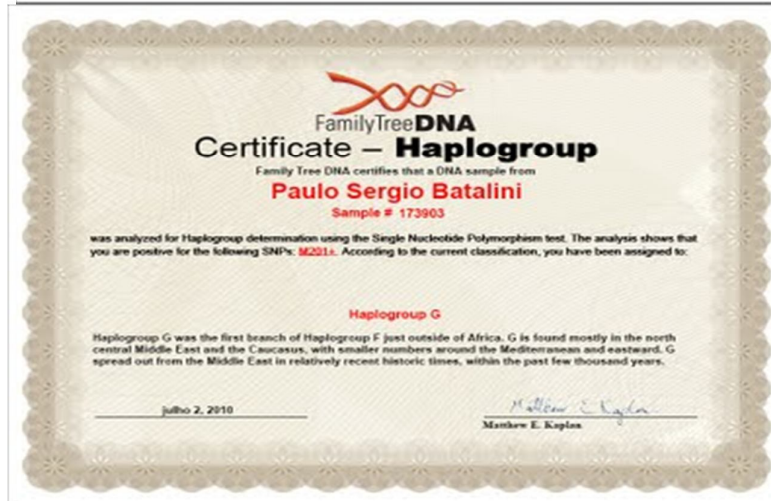 FamilyTreeDNA
Certificate – Haplogroup
Family Tree DNA certifies that a DNA sample from
Paulo Sergio Batalini
Sample # 173903
was analyzed for Haplogroup determination using the Single Nucleotide Polymorphism test. The analysis shows that
you are positive for the following SNPs: M201+. According to the current classification, you have been assigned to:
Haplogroup G
Haplogroup G was the first branch of Haplogroup F just outside of Africa. G is found mostly in the north
central Middle East and the Caucasus, with smaller numbers around the Mediterranean and eastward. G
spread out from the Middle East in relatively recent historic times, within the past few thousand years.
julho 2, 2010
Matthew E Kaplan
Matthew E. Kaplan